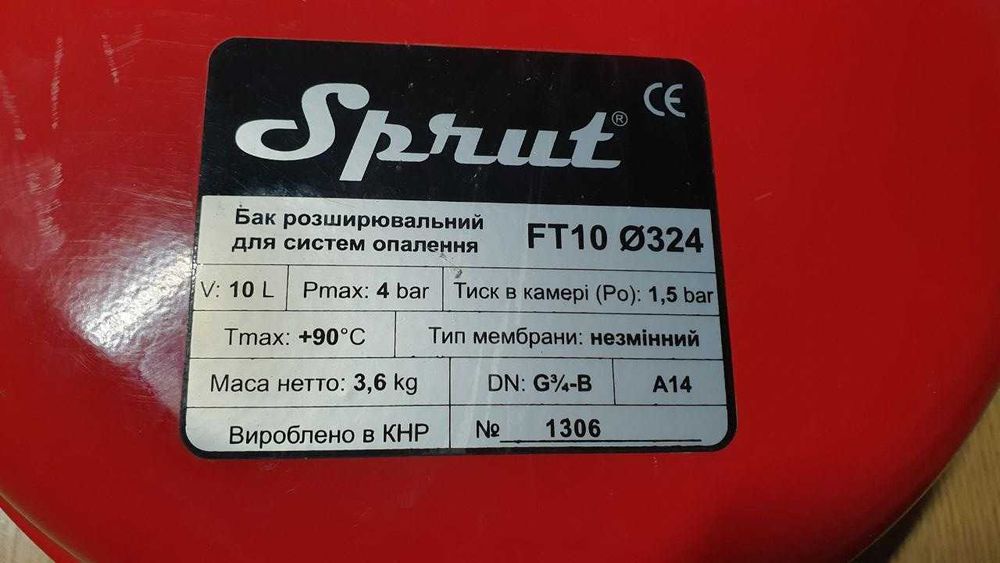 Sprut® CE
Бак розширювальний
для систем опалення
FT10 Ø324
V: 10 L Pmax: 4 bar Тиск в камері (Po): 1,5 bar
Tmax: +90°C Тип мембрани: незмінний
Маса нетто: 3,6 kg DN: G¾-B A14
Вироблено в КНР № 1306